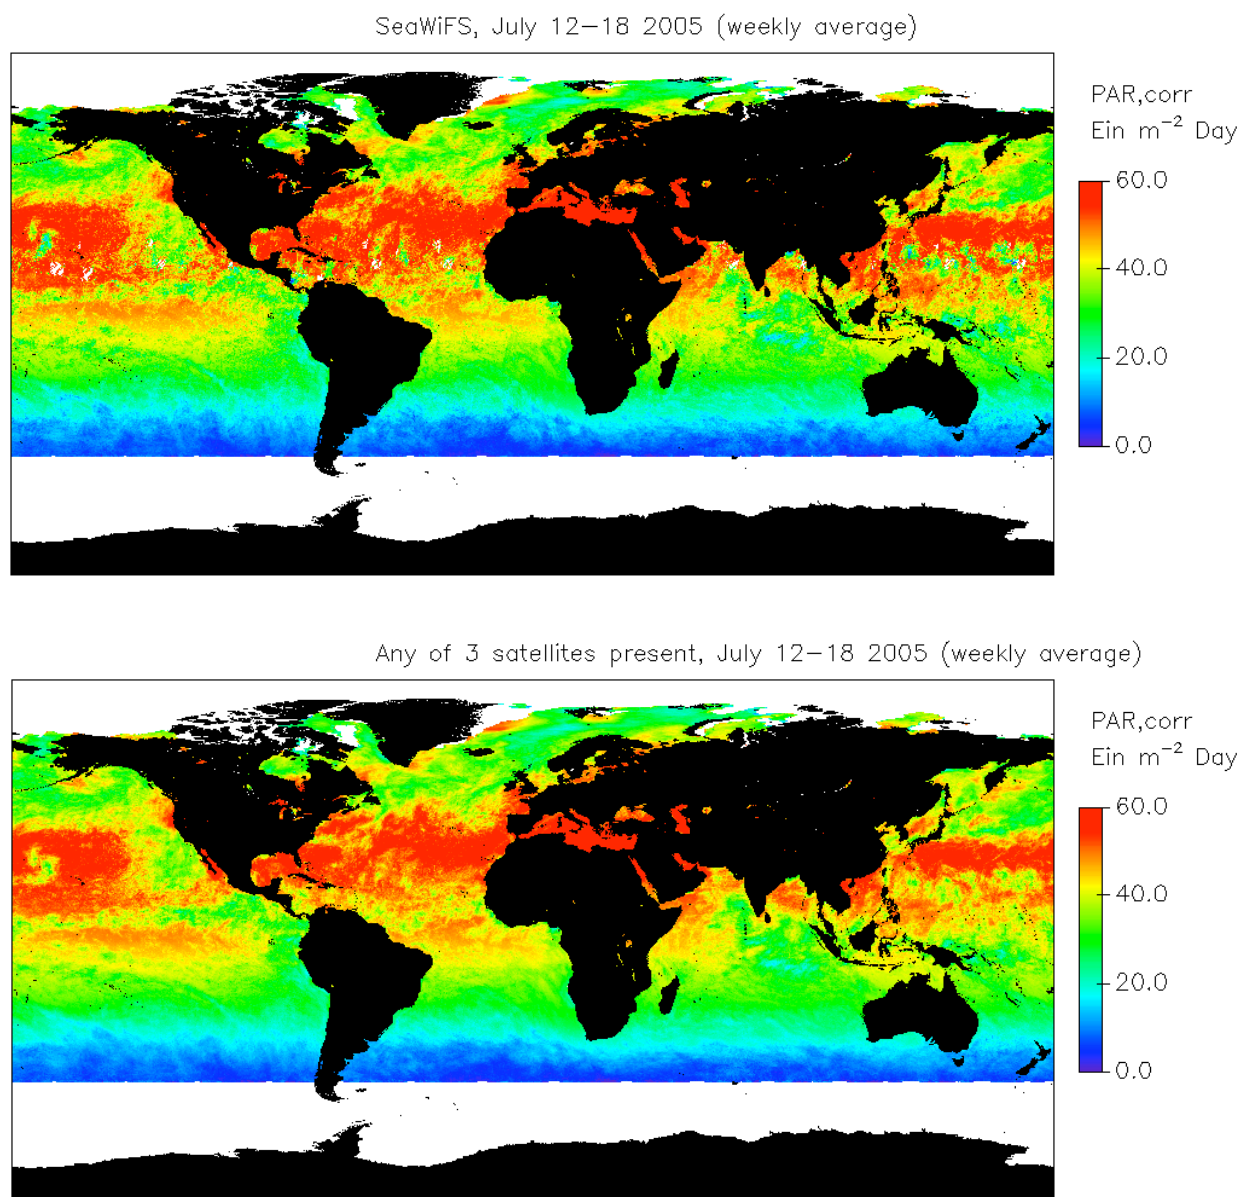 SeaWiFS, July 12-18 2005 (weekly average)
PAR,corr
Ein m-2 Day
60.0
40.0
20.0
0.0
Any of 3 satellites present, July 12-18 2005 (weekly average)
PAR,corr
Ein m-2 Day
60.0
40.0
20.0
0.0